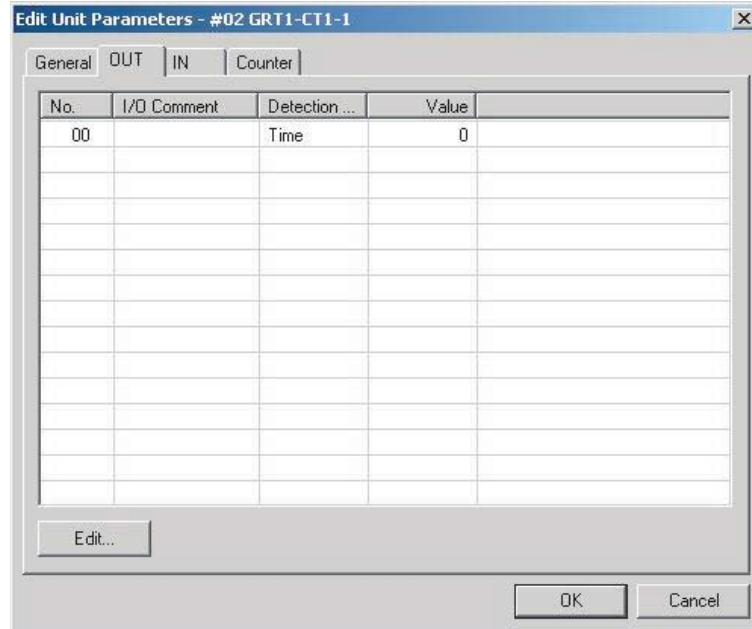 Edit Unit Parameters - #02 GRT1-CT1-1
General OUT IN Counter
No. I/O Comment Detection ... Value
00 Time 0
Edit...
OK Cancel